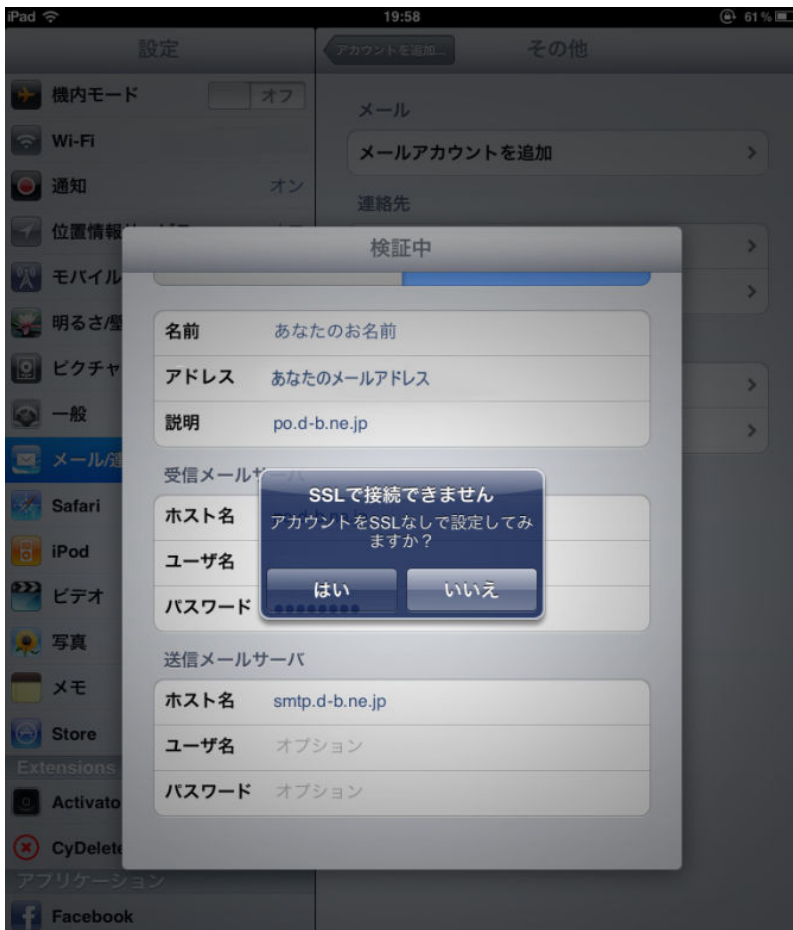 iPad
19:58
61%
設定
アカウントを追加...
その他
機内モード
オフ
Wi-Fi
通知
オン
位置情報
モバイル
明るさ/壁
ピクチャ
一般
メール/連
Safari
iPod
ビデオ
写真
メモ
Store
Extensions
Activato
CyDelete
アプリケーション
Facebook
メール
メールアカウントを追加
連絡先
検証中
名前 あなたのお名前
アドレス あなたのメールアドレス
説明 po.d-b.ne.jp
受信メールサーバ
ホスト名
ユーザ名
パスワード ●●●●●●●●
SSLで接続できません
アカウントをSSLなしで設定してみ
ますか？
はい いいえ
送信メールサーバ
ホスト名 smtp.d-b.ne.jp
ユーザ名 オプション
パスワード オプション